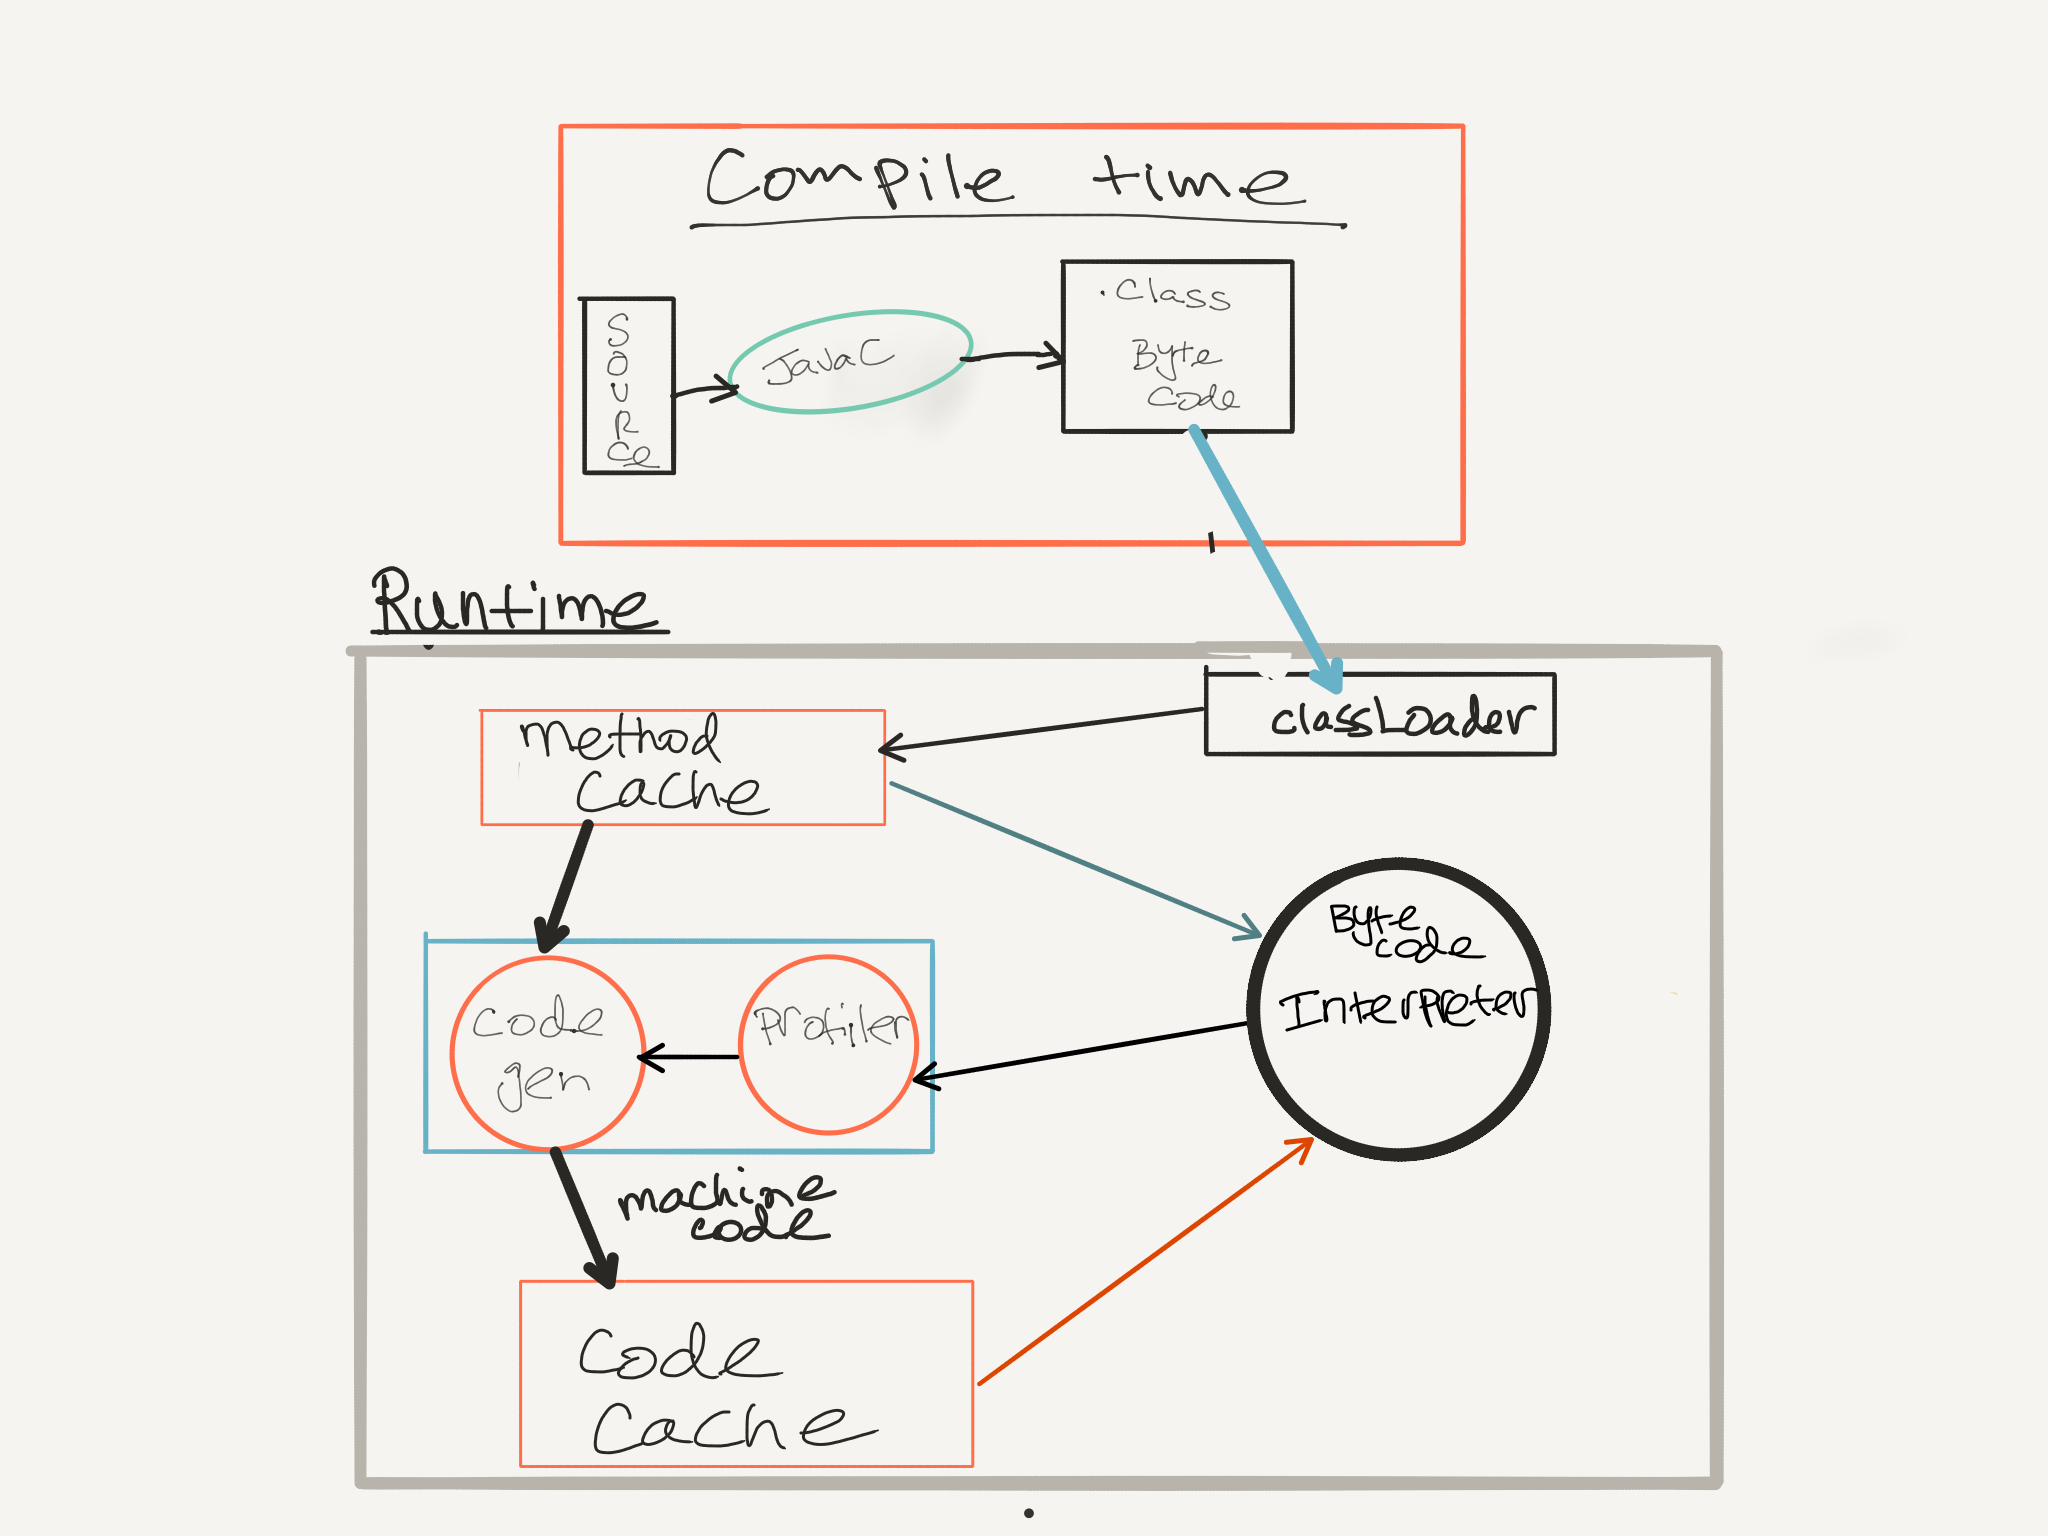 Compile time
Source
JavaC
.Class
Byte
Code
Runtime
classLoader
Method
Cache
Byte
code
Interpreter
Code
gen
Profiler
machine
code
Code
Cache